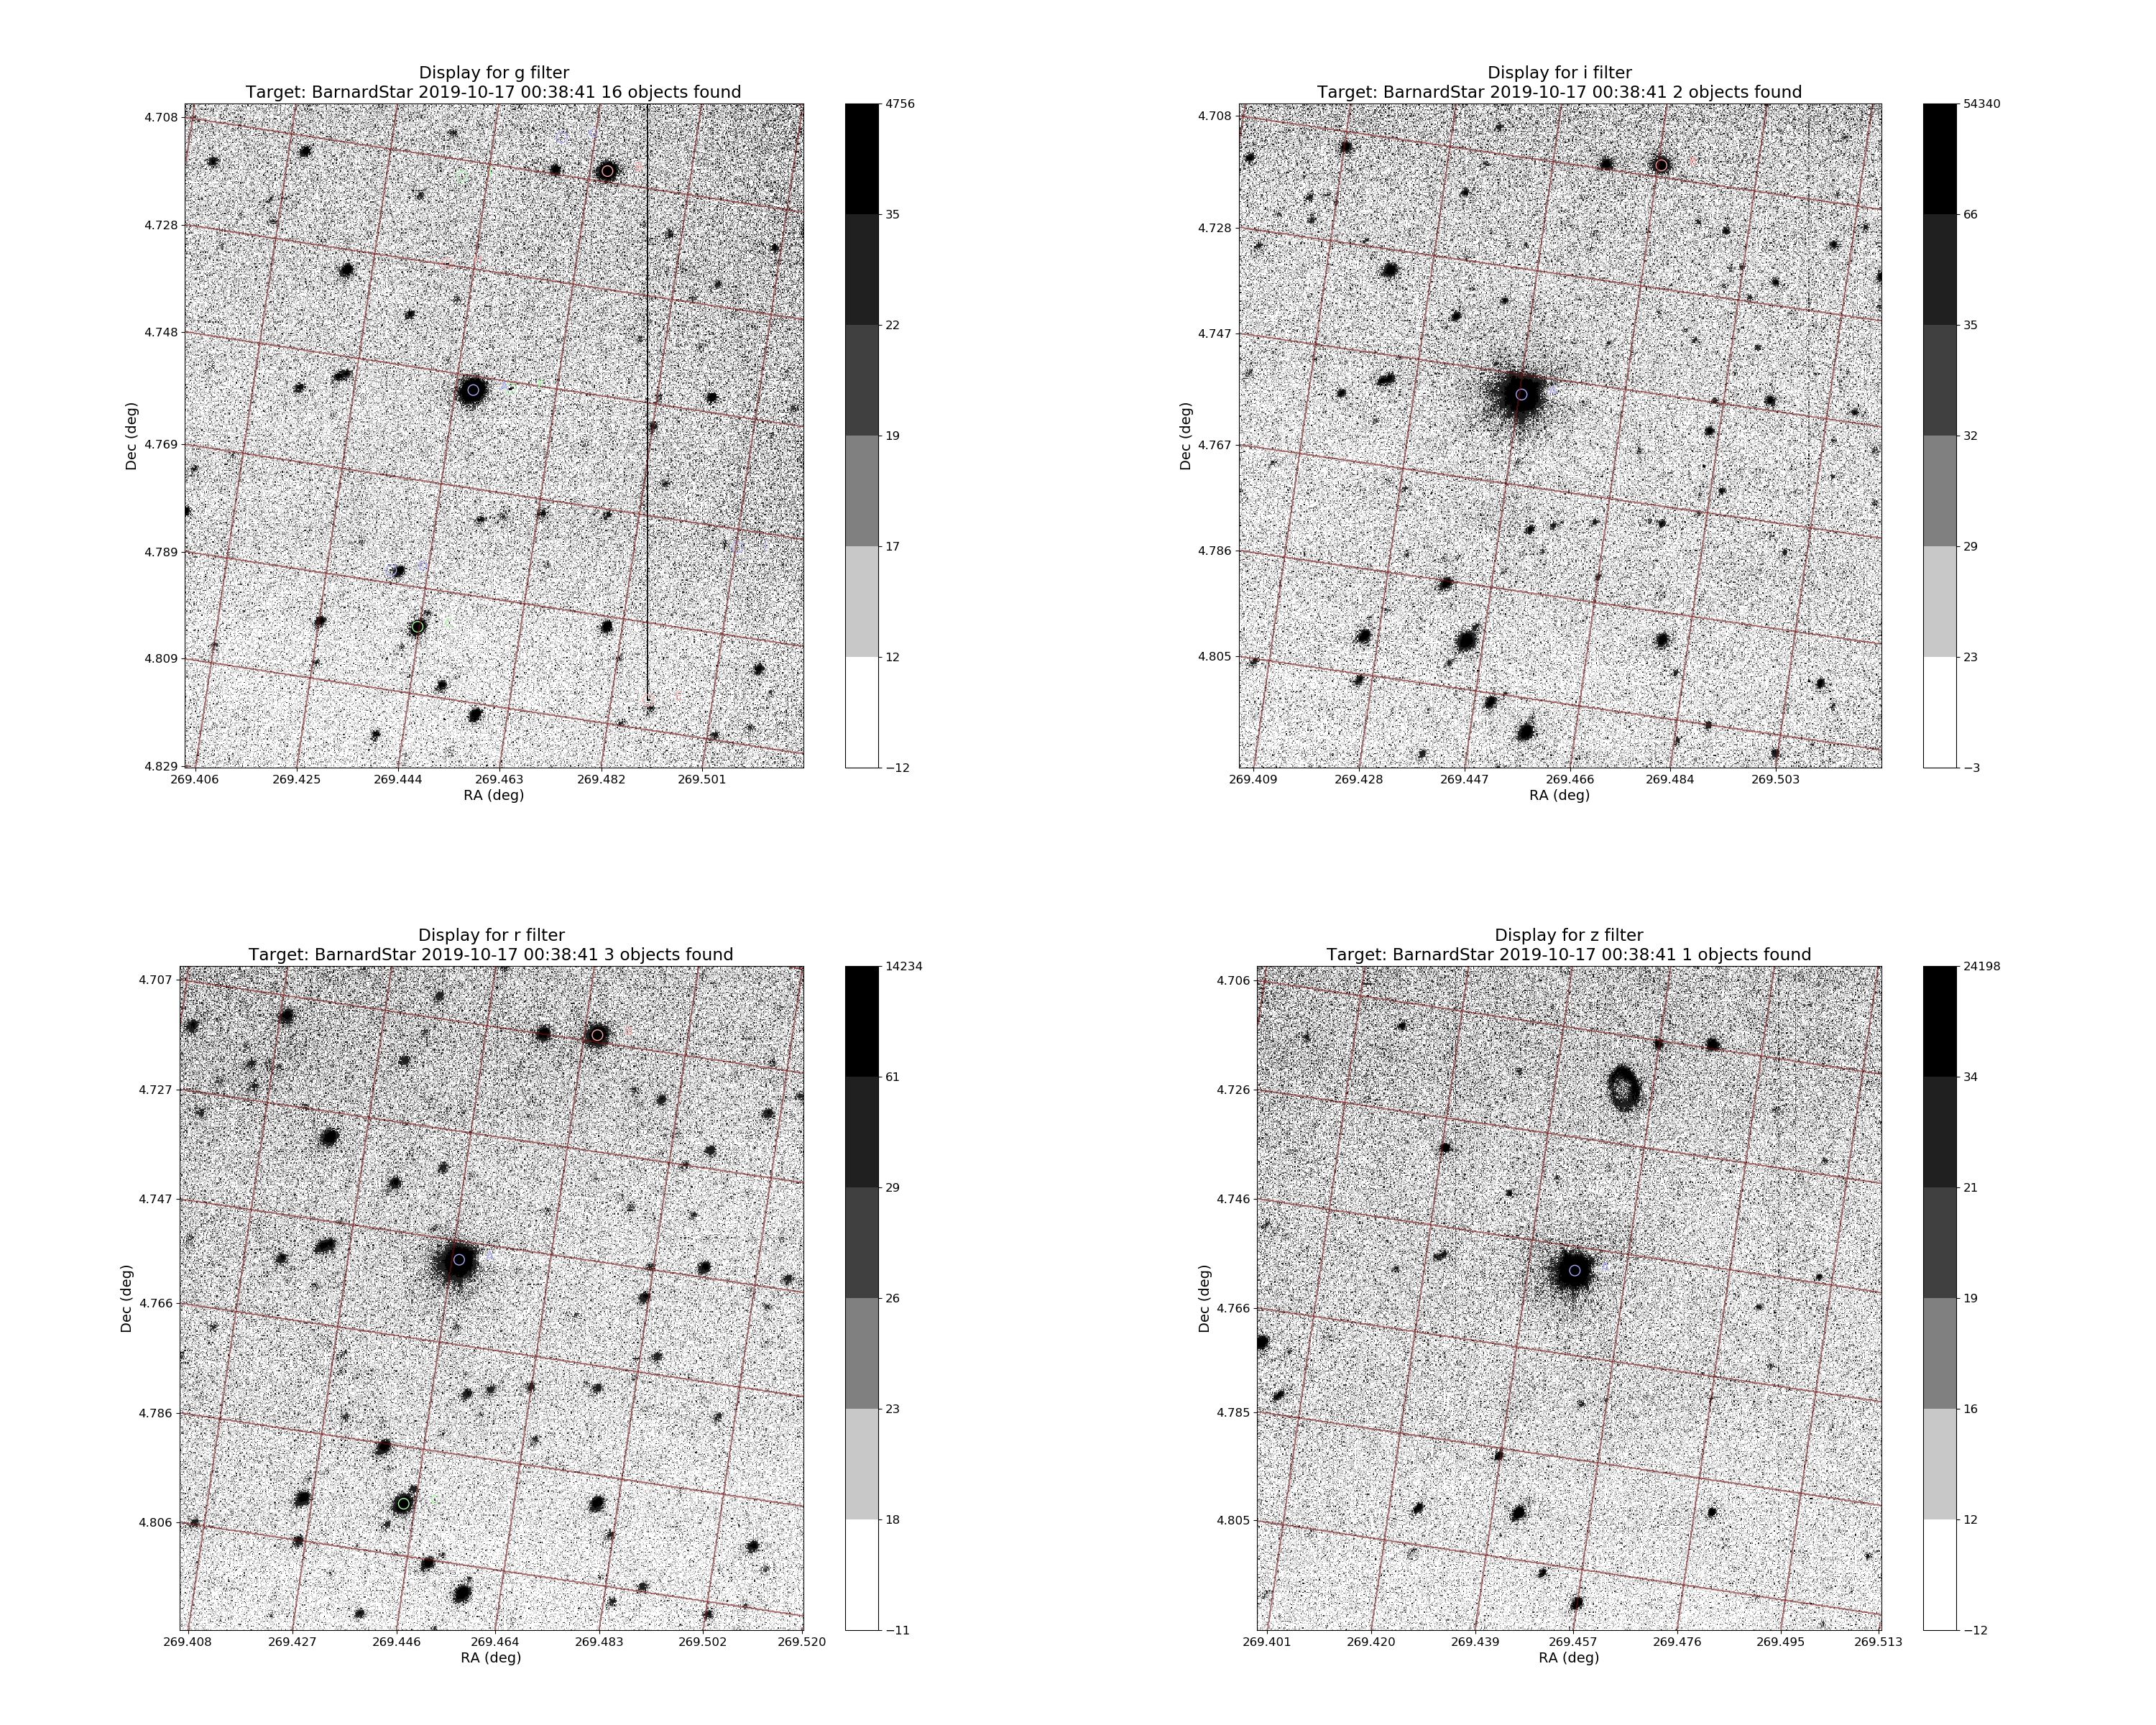 Display for g filter
Target: BarnardStar 2019-10-17 00:38:41 16 objects found
4.708
4.728
4.748
4.769
4.789
4.809
4.829
Dec (deg)
269.406 269.425 269.444 269.463 269.482 269.501
RA (deg)
4756
35
22
19
17
12
−12
Display for i filter
Target: BarnardStar 2019-10-17 00:38:41 2 objects found
4.708
4.728
4.747
4.767
4.786
4.805
Dec (deg)
269.409 269.428 269.447 269.466 269.484 269.503
RA (deg)
54340
66
35
32
29
23
−3
Display for r filter
Target: BarnardStar 2019-10-17 00:38:41 3 objects found
4.707
4.727
4.747
4.766
4.786
4.806
Dec (deg)
269.408 269.427 269.446 269.464 269.483 269.502 269.520
RA (deg)
14234
61
29
26
23
18
−11
Display for z filter
Target: BarnardStar 2019-10-17 00:38:41 1 objects found
4.706
4.726
4.746
4.766
4.785
4.805
Dec (deg)
269.401 269.420 269.439 269.457 269.476 269.495 269.513
RA (deg)
24198
34
21
19
16
12
−12